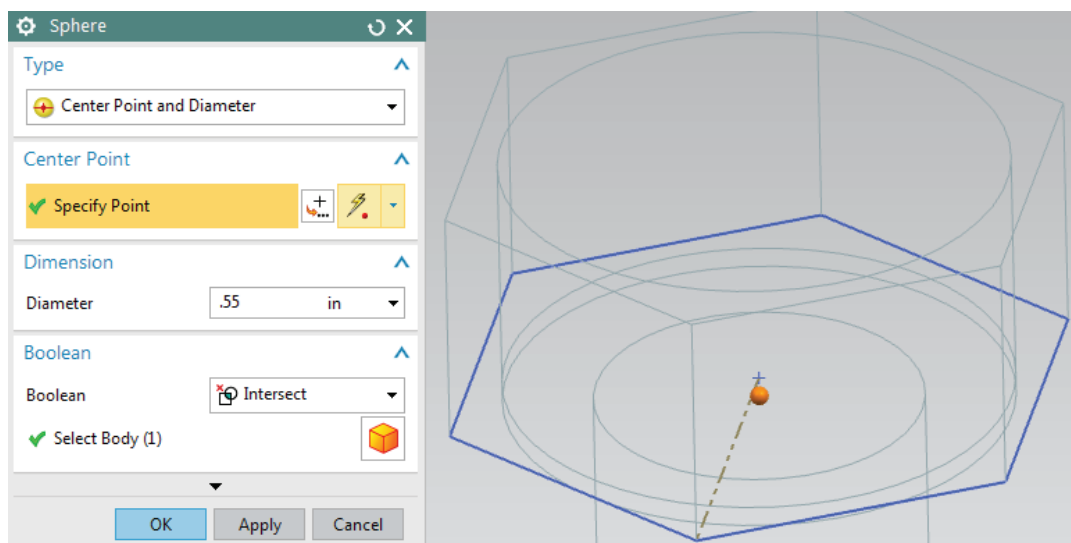 Sphere
Type
Center Point and Diameter
Center Point
Specify Point
Dimension
Diameter .55 in
Boolean
Boolean Intersect
Select Body (1)
OK Apply Cancel